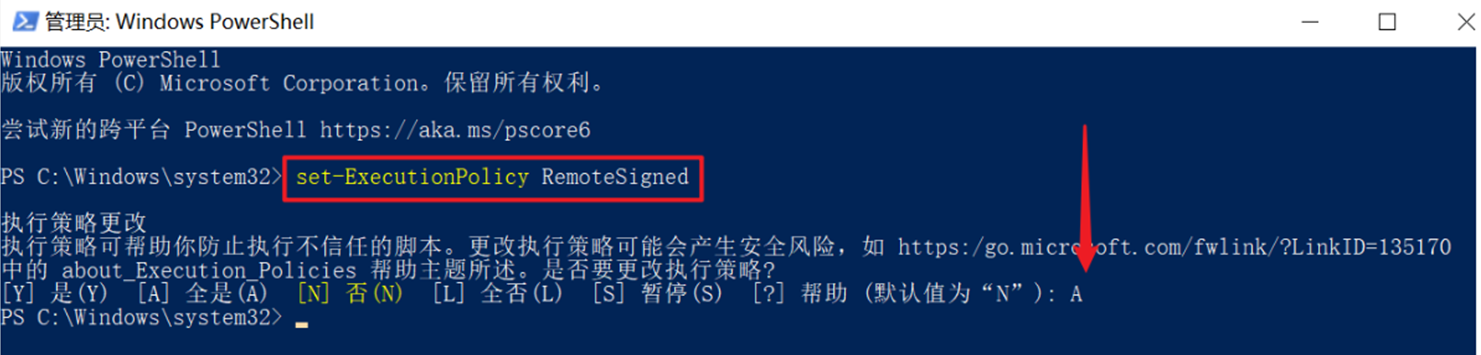 管理员: Windows PowerShell
Windows PowerShell
版权所有 (C) Microsoft Corporation。保留所有权利。
尝试新的跨平台 PowerShell https://aka.ms/pscore6
PS C:\Windows\system32> set-ExecutionPolicy RemoteSigned
执行策略更改
执行策略可帮助你防止执行不信任的脚本。更改执行策略可能会产生安全风险，如 https:/go.microsoft.com/fwlink/?LinkID=135170
中的 about_Execution_Policies 帮助主题所述。是否要更改执行策略?
[Y] 是(Y)  [A] 全是(A)  [N] 否(N)  [L] 全否(L)  [S] 暂停(S)  [?] 帮助 (默认值为“N”): A
PS C:\Windows\system32>